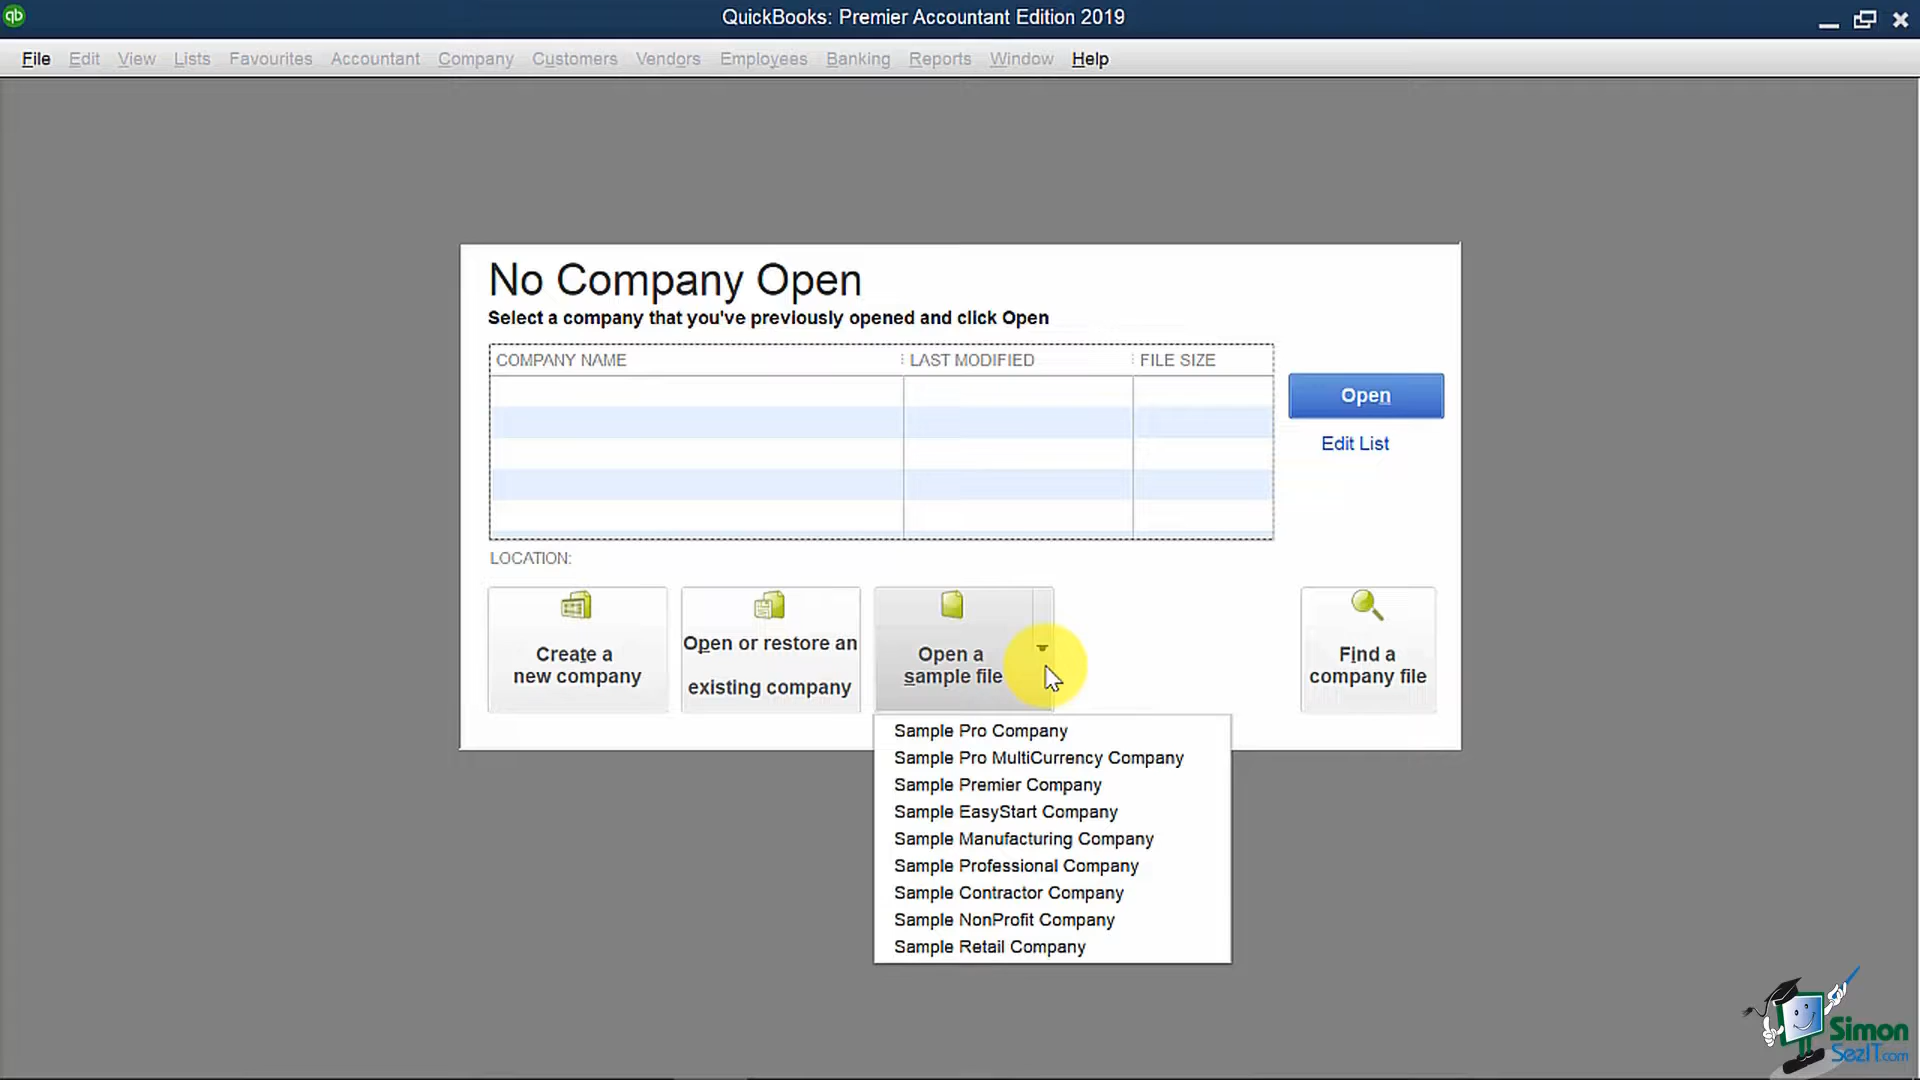 qb
QuickBooks: Premier Accountant Edition 2019
File Edit View Lists Favourites Accountant Company Customers Vendors Employees Banking Reports Window Help
No Company Open
Select a company that you've previously opened and click Open
COMPANY NAME LAST MODIFIED FILE SIZE
Open
Edit List
LOCATION:
Create a
new company
Open or restore an
existing company
Open a
sample file
Find a
company file
Sample Pro Company
Sample Pro MultiCurrency Company
Sample Premier Company
Sample EasyStart Company
Sample Manufacturing Company
Sample Professional Company
Sample Contractor Company
Sample NonProfit Company
Sample Retail Company
Simon
SezIT.com